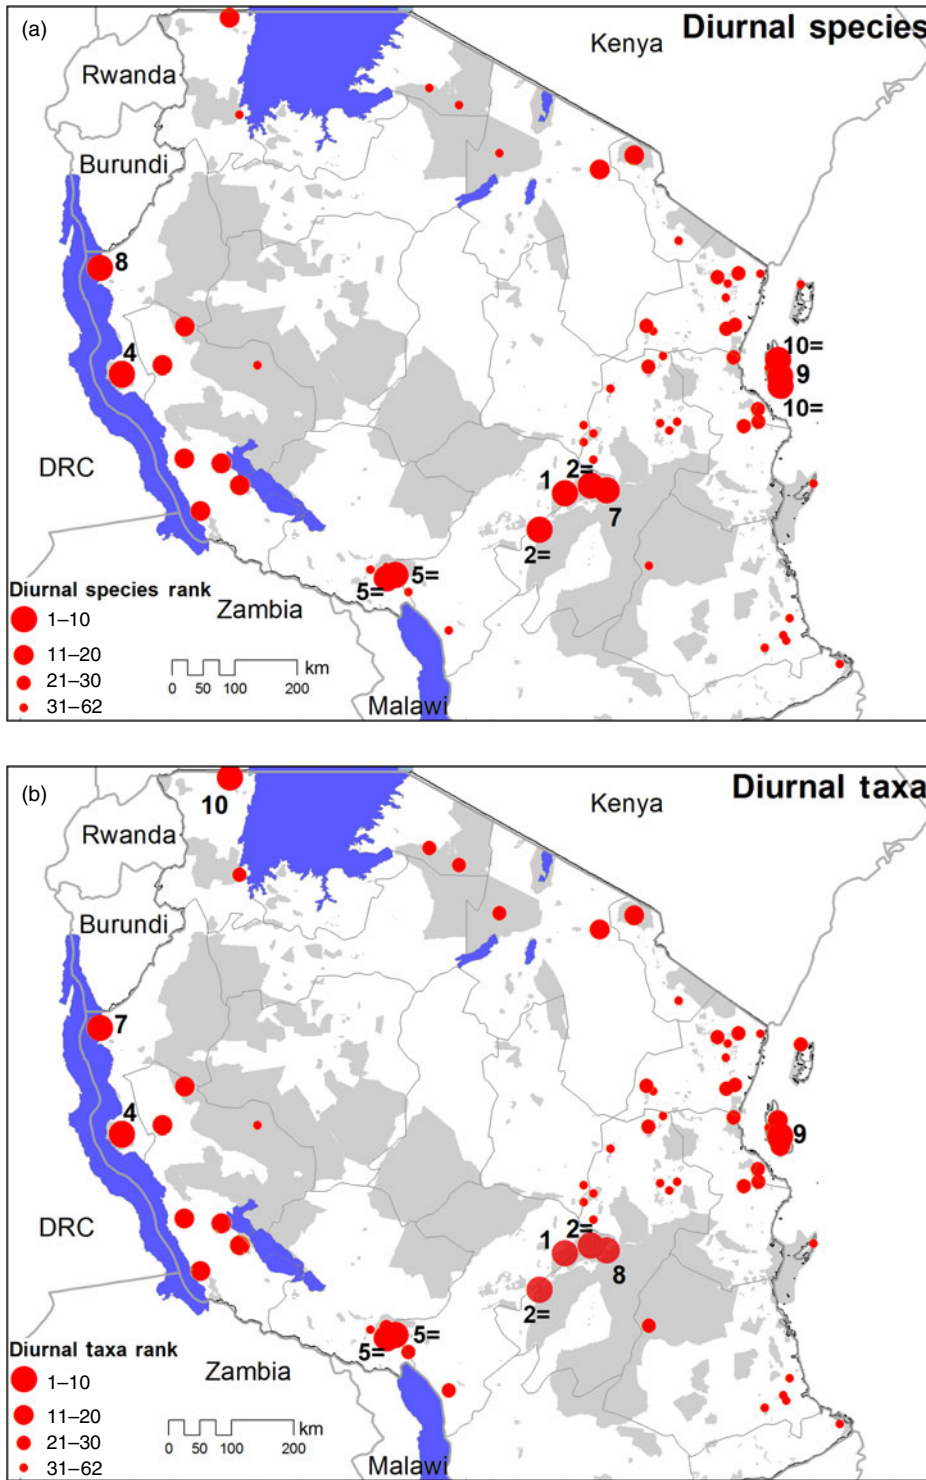 (a)
Diurnal species
Kenya
Rwanda
Burundi
8
4
10=
9
10=
DRC
2=
1
7
2=
5=
5=
Diurnal species rank
1–10
11–20
21–30
31–62
Zambia
km
0 50 100 200
Malawi
(b)
Diurnal taxa
Kenya
10
Rwanda
Burundi
7
4
9
DRC
2=
1
8
2=
5=
5=
Diurnal taxa rank
1–10
11–20
21–30
31–62
Zambia
km
0 50 100 200
Malawi